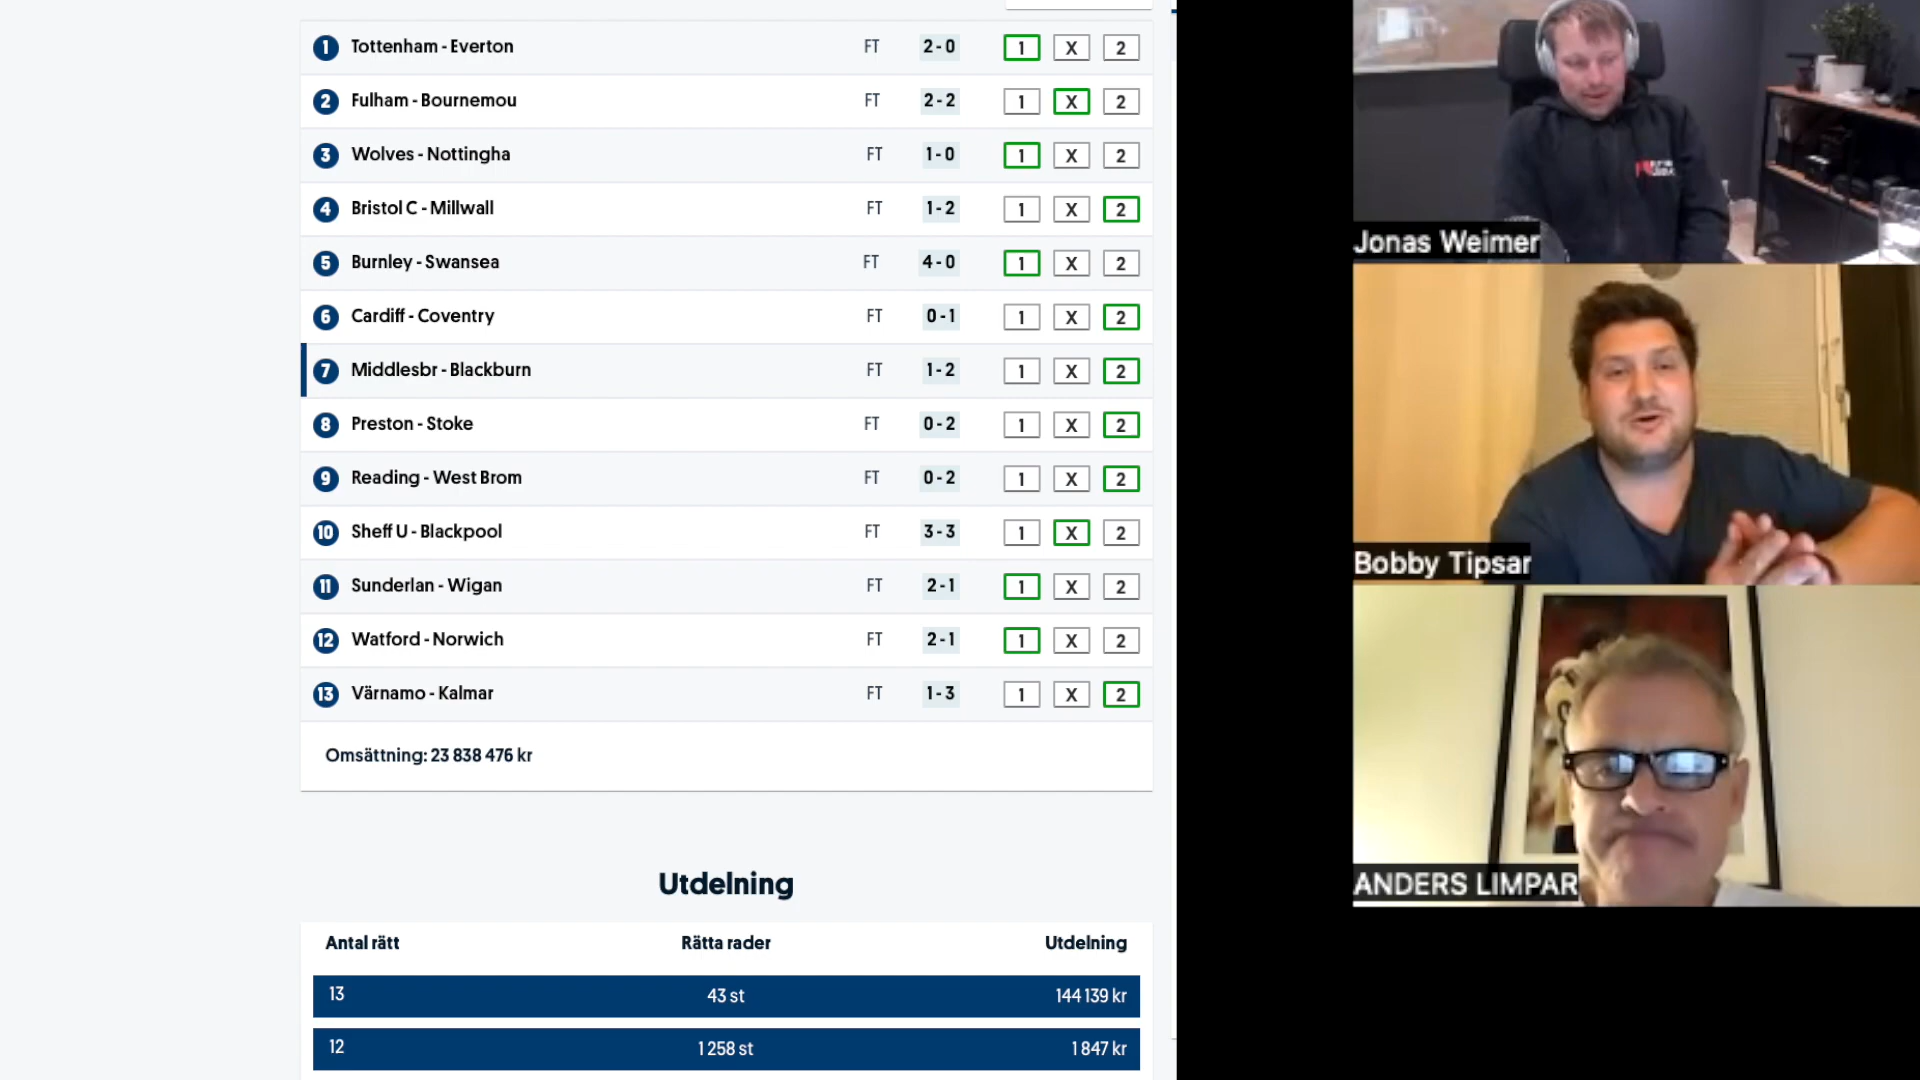 1 Tottenham - Everton FT 2 - 0 1 X 2
2 Fulham - Bournemou FT 2 - 2 1 X 2
3 Wolves - Nottingha FT 1 - 0 1 X 2
4 Bristol C - Millwall FT 1 - 2 1 X 2
5 Burnley - Swansea FT 4 - 0 1 X 2
6 Cardiff - Coventry FT 0 - 1 1 X 2
7 Middlesbr - Blackburn FT 1 - 2 1 X 2
8 Preston - Stoke FT 0 - 2 1 X 2
9 Reading - West Brom FT 0 - 2 1 X 2
10 Sheff U - Blackpool FT 3 - 3 1 X 2
11 Sunderlan - Wigan FT 2 - 1 1 X 2
12 Watford - Norwich FT 2 - 1 1 X 2
13 Värnamo - Kalmar FT 1 - 3 1 X 2
Omsättning: 23 838 476 kr
Utdelning
Antal rätt Rätta rader Utdelning
13 43 st 144 139 kr
12 1 258 st 1 847 kr
Jonas Weimer
Bobby Tipsar
ANDERS LIMPAR